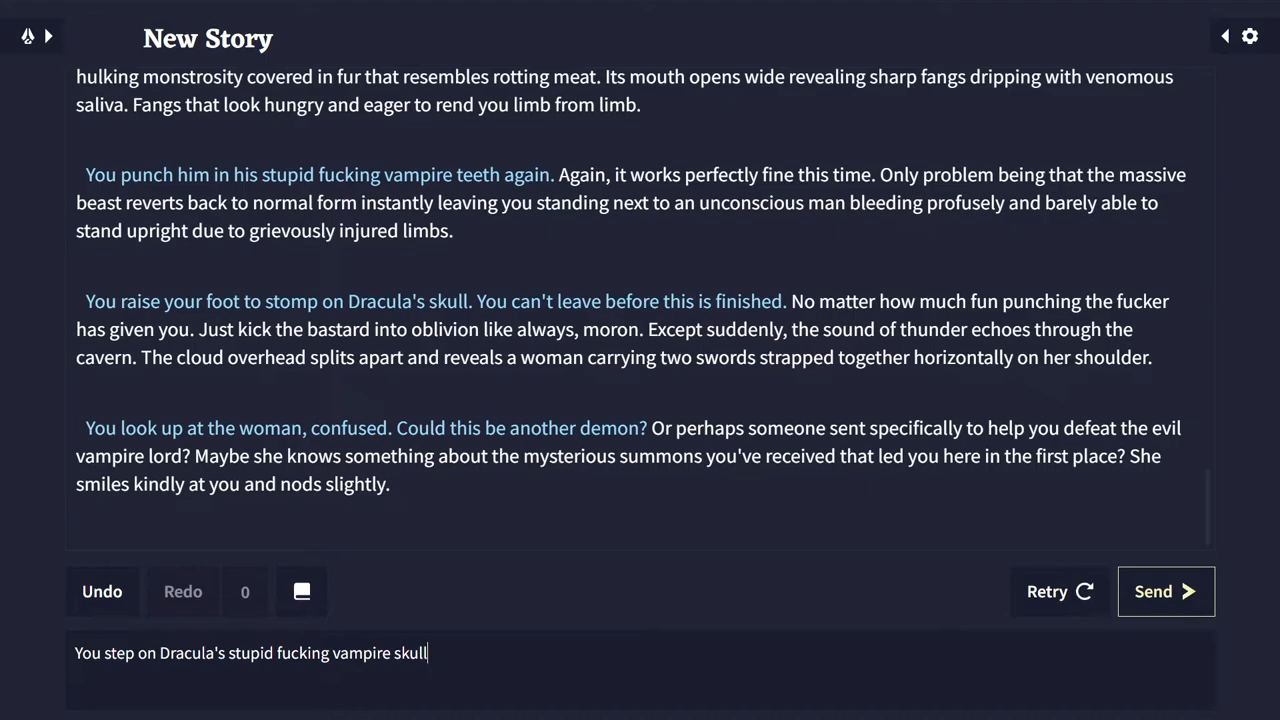 New Story
hulking monstrosity covered in fur that resembles rotting meat. Its mouth opens wide revealing sharp fangs dripping with venomous
saliva. Fangs that look hungry and eager to rend you limb from limb.
You punch him in his stupid fucking vampire teeth again. Again, it works perfectly fine this time. Only problem being that the massive
beast reverts back to normal form instantly leaving you standing next to an unconscious man bleeding profusely and barely able to
stand upright due to grievously injured limbs.
You raise your foot to stomp on Dracula's skull. You can't leave before this is finished. No matter how much fun punching the fucker
has given you. Just kick the bastard into oblivion like always, moron. Except suddenly, the sound of thunder echoes through the
cavern. The cloud overhead splits apart and reveals a woman carrying two swords strapped together horizontally on her shoulder.
You look up at the woman, confused. Could this be another demon? Or perhaps someone sent specifically to help you defeat the evil
vampire lord? Maybe she knows something about the mysterious summons you've received that led you here in the first place? She
smiles kindly at you and nods slightly.
Undo Redo 0 Retry Send
You step on Dracula's stupid fucking vampire skull